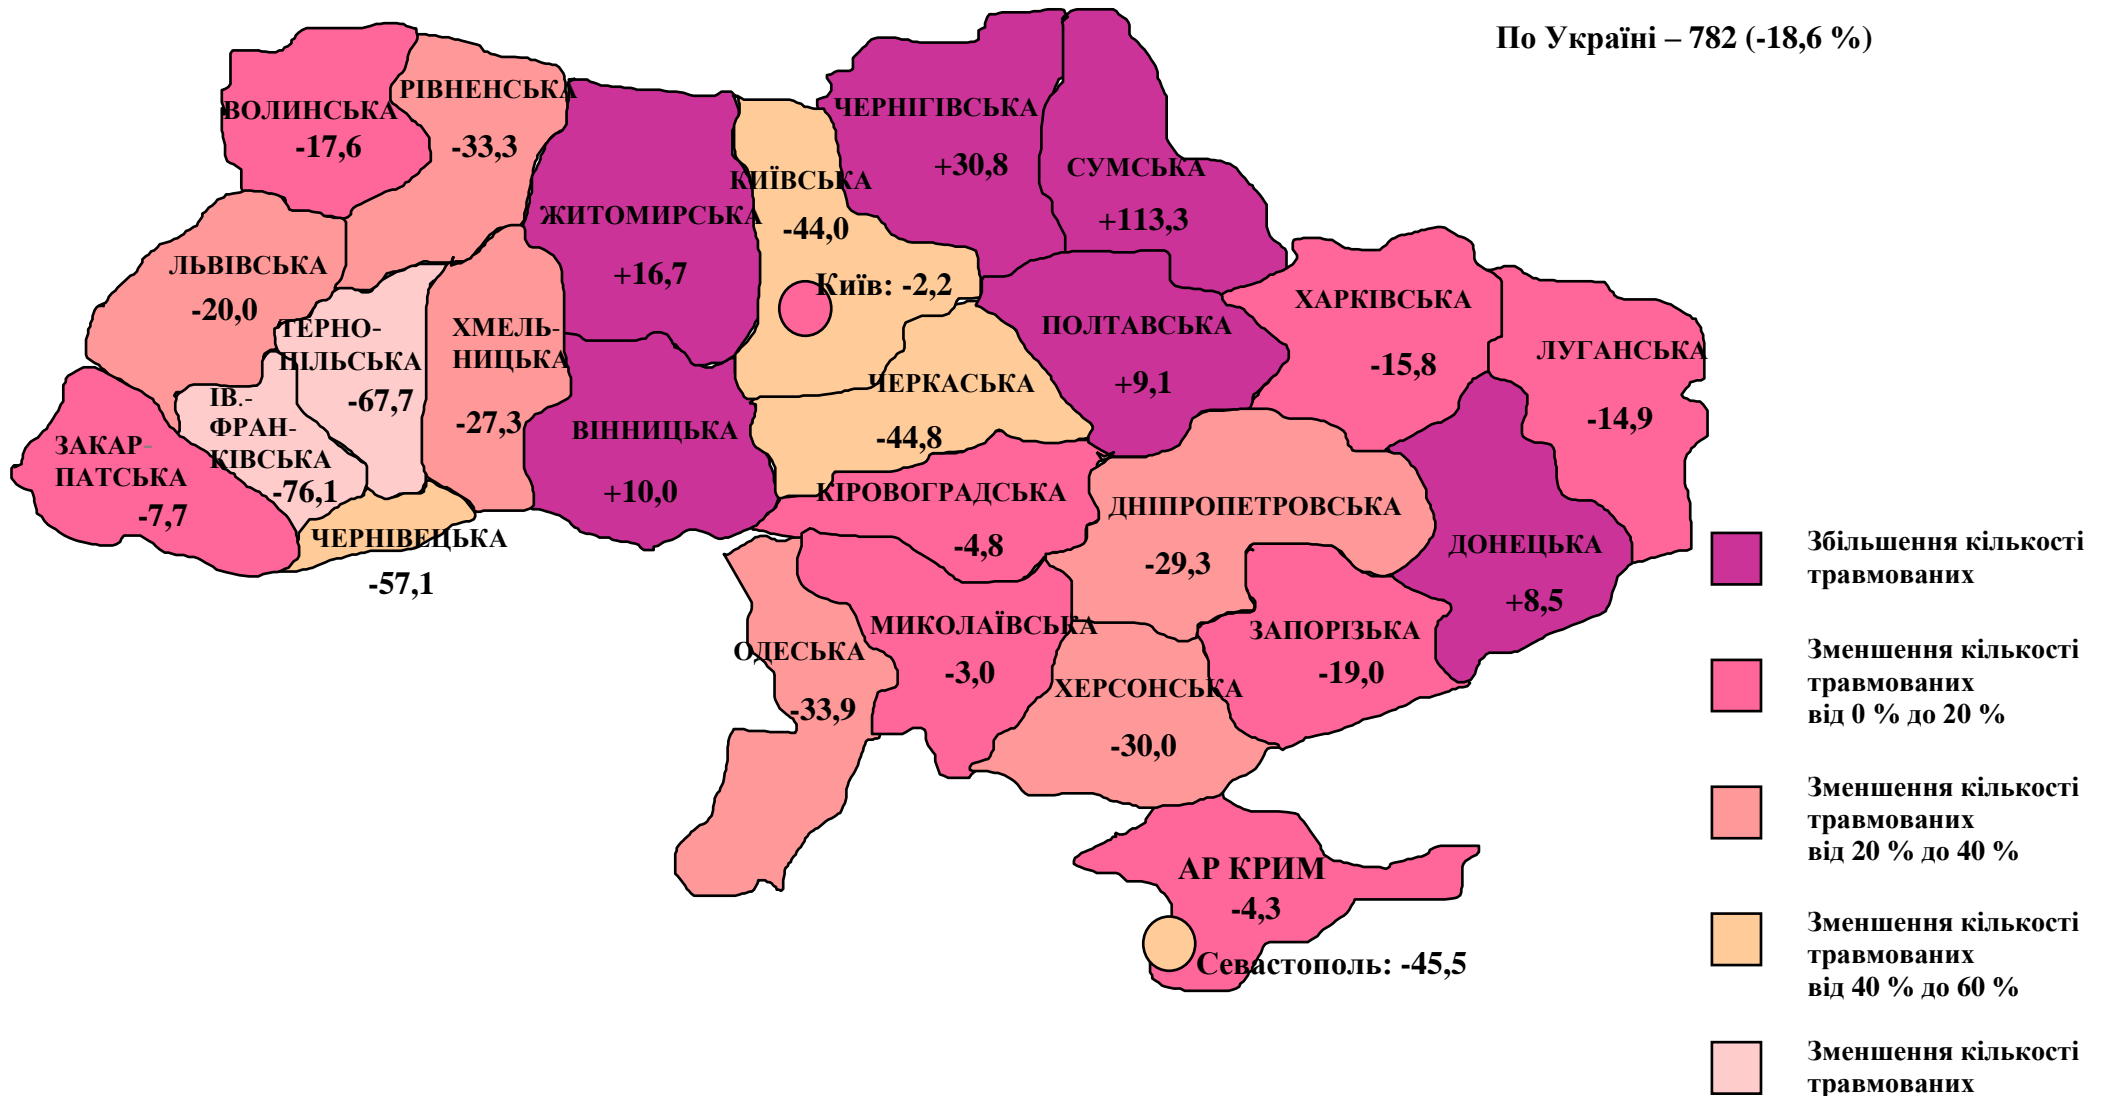 По Україні – 782 (-18,6 %)
ВОЛИНСЬКА
-17,6
РІВНЕНСЬКА
-33,3
ЖИТОМИРСЬКА
+16,7
КИЇВСЬКА
-44,0
Київ: -2,2
ЧЕРНІГІВСЬКА
+30,8
СУМСЬКА
+113,3
ЛЬВІВСЬКА
-20,0
ТЕРНО-
ПІЛЬСЬКА
-67,7
ХМЕЛЬ-
НИЦЬКА
-27,3
ВІННИЦЬКА
+10,0
ЧЕРКАСЬКА
-44,8
ПОЛТАВСЬКА
+9,1
ХАРКІВСЬКА
-15,8
ЛУГАНСЬКА
-14,9
ЗАКАР-
ПАТСЬКА
-7,7
ІВ.-
ФРАН-
КІВСЬКА
-76,1
ЧЕРНІВЕЦЬКА
-57,1
КІРОВОГРАДСЬКА
-4,8
ДНІПРОПЕТРОВСЬКА
-29,3
ДОНЕЦЬКА
+8,5
ОДЕСЬКА
-33,9
МИКОЛАЇВСЬКА
-3,0
ХЕРСОНСЬКА
-30,0
ЗАПОРІЗЬКА
-19,0
АР КРИМ
-4,3
Севастополь: -45,5
Збільшення кількості
травмованих
Зменшення кількості
травмованих
від 0 % до 20 %
Зменшення кількості
травмованих
від 20 % до 40 %
Зменшення кількості
травмованих
від 40 % до 60 %
Зменшення кількості
травмованих